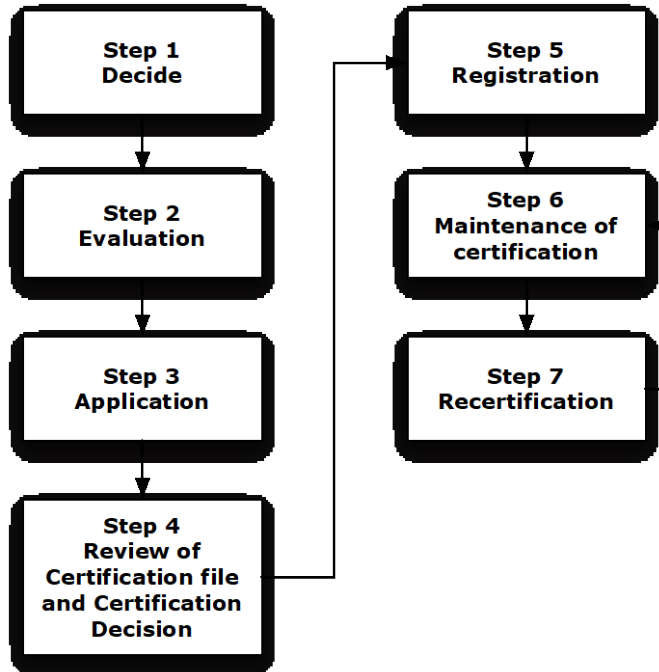 Step 1
Decide
Step 2
Evaluation
Step 3
Application
Step 4
Review of
Certification file
and Certification
Decision
Step 5
Registration
Step 6
Maintenance of
certification
Step 7
Recertification